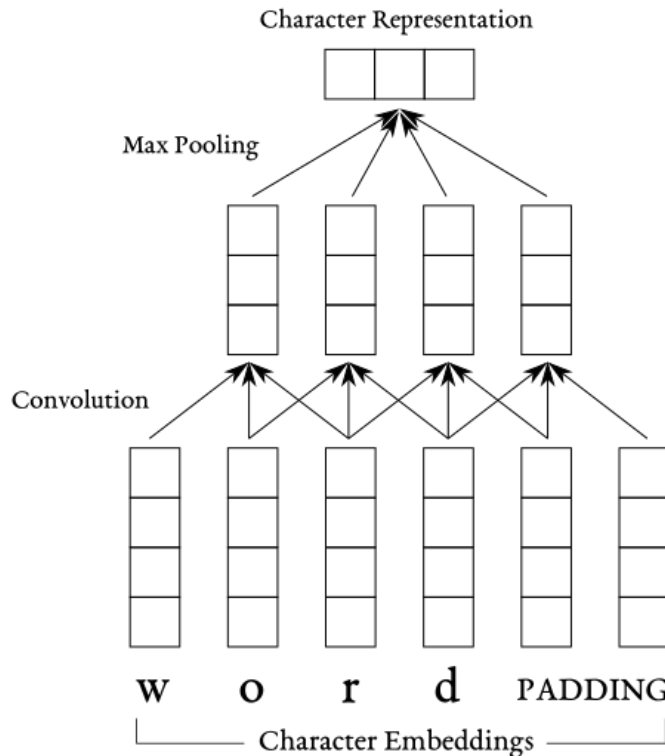 Character Representation
Max Pooling
Convolution
w o r d PADDING
Character Embeddings